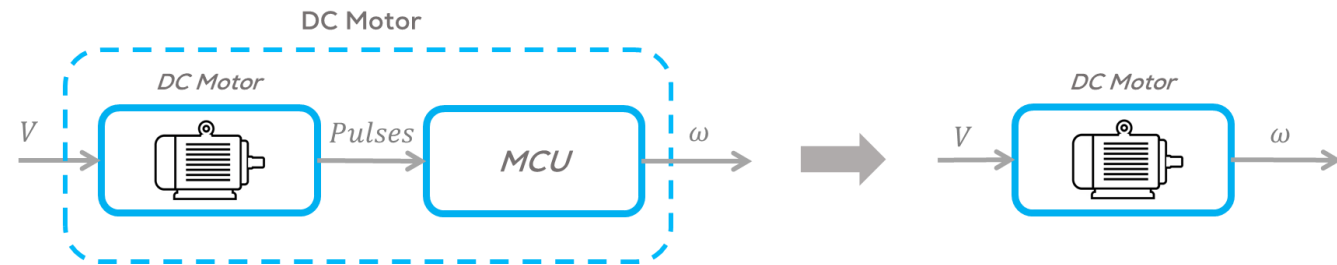 DC Motor
DC Motor
V
Pulses
MCU
ω
DC Motor
V
ω